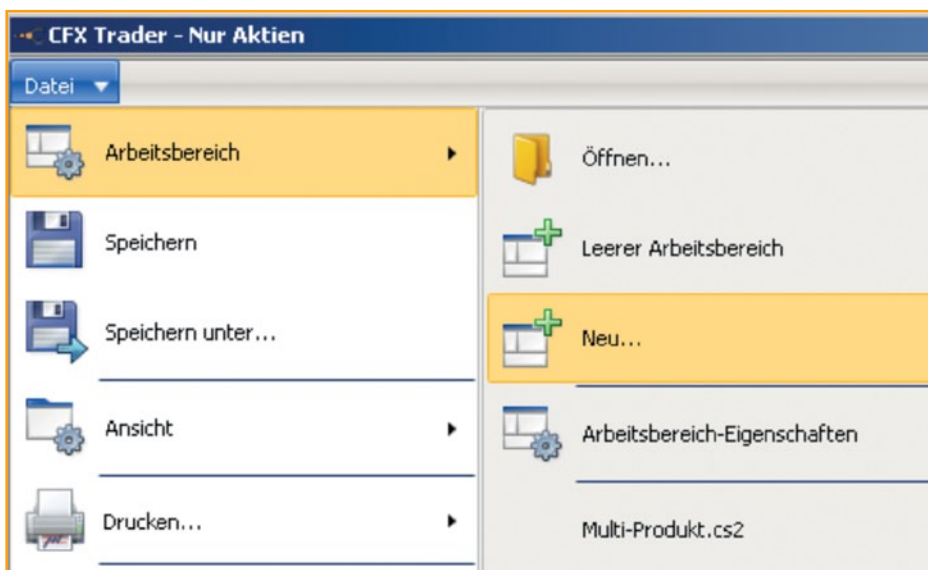 CFX Trader - Nur Aktien
Datei
Arbeitsbereich
Speichern
Speichern unter...
Ansicht
Drucken...
Öffnen...
Leerer Arbeitsbereich
Neu...
Arbeitsbereich-Eigenschaften
Multi-Produkt.cs2